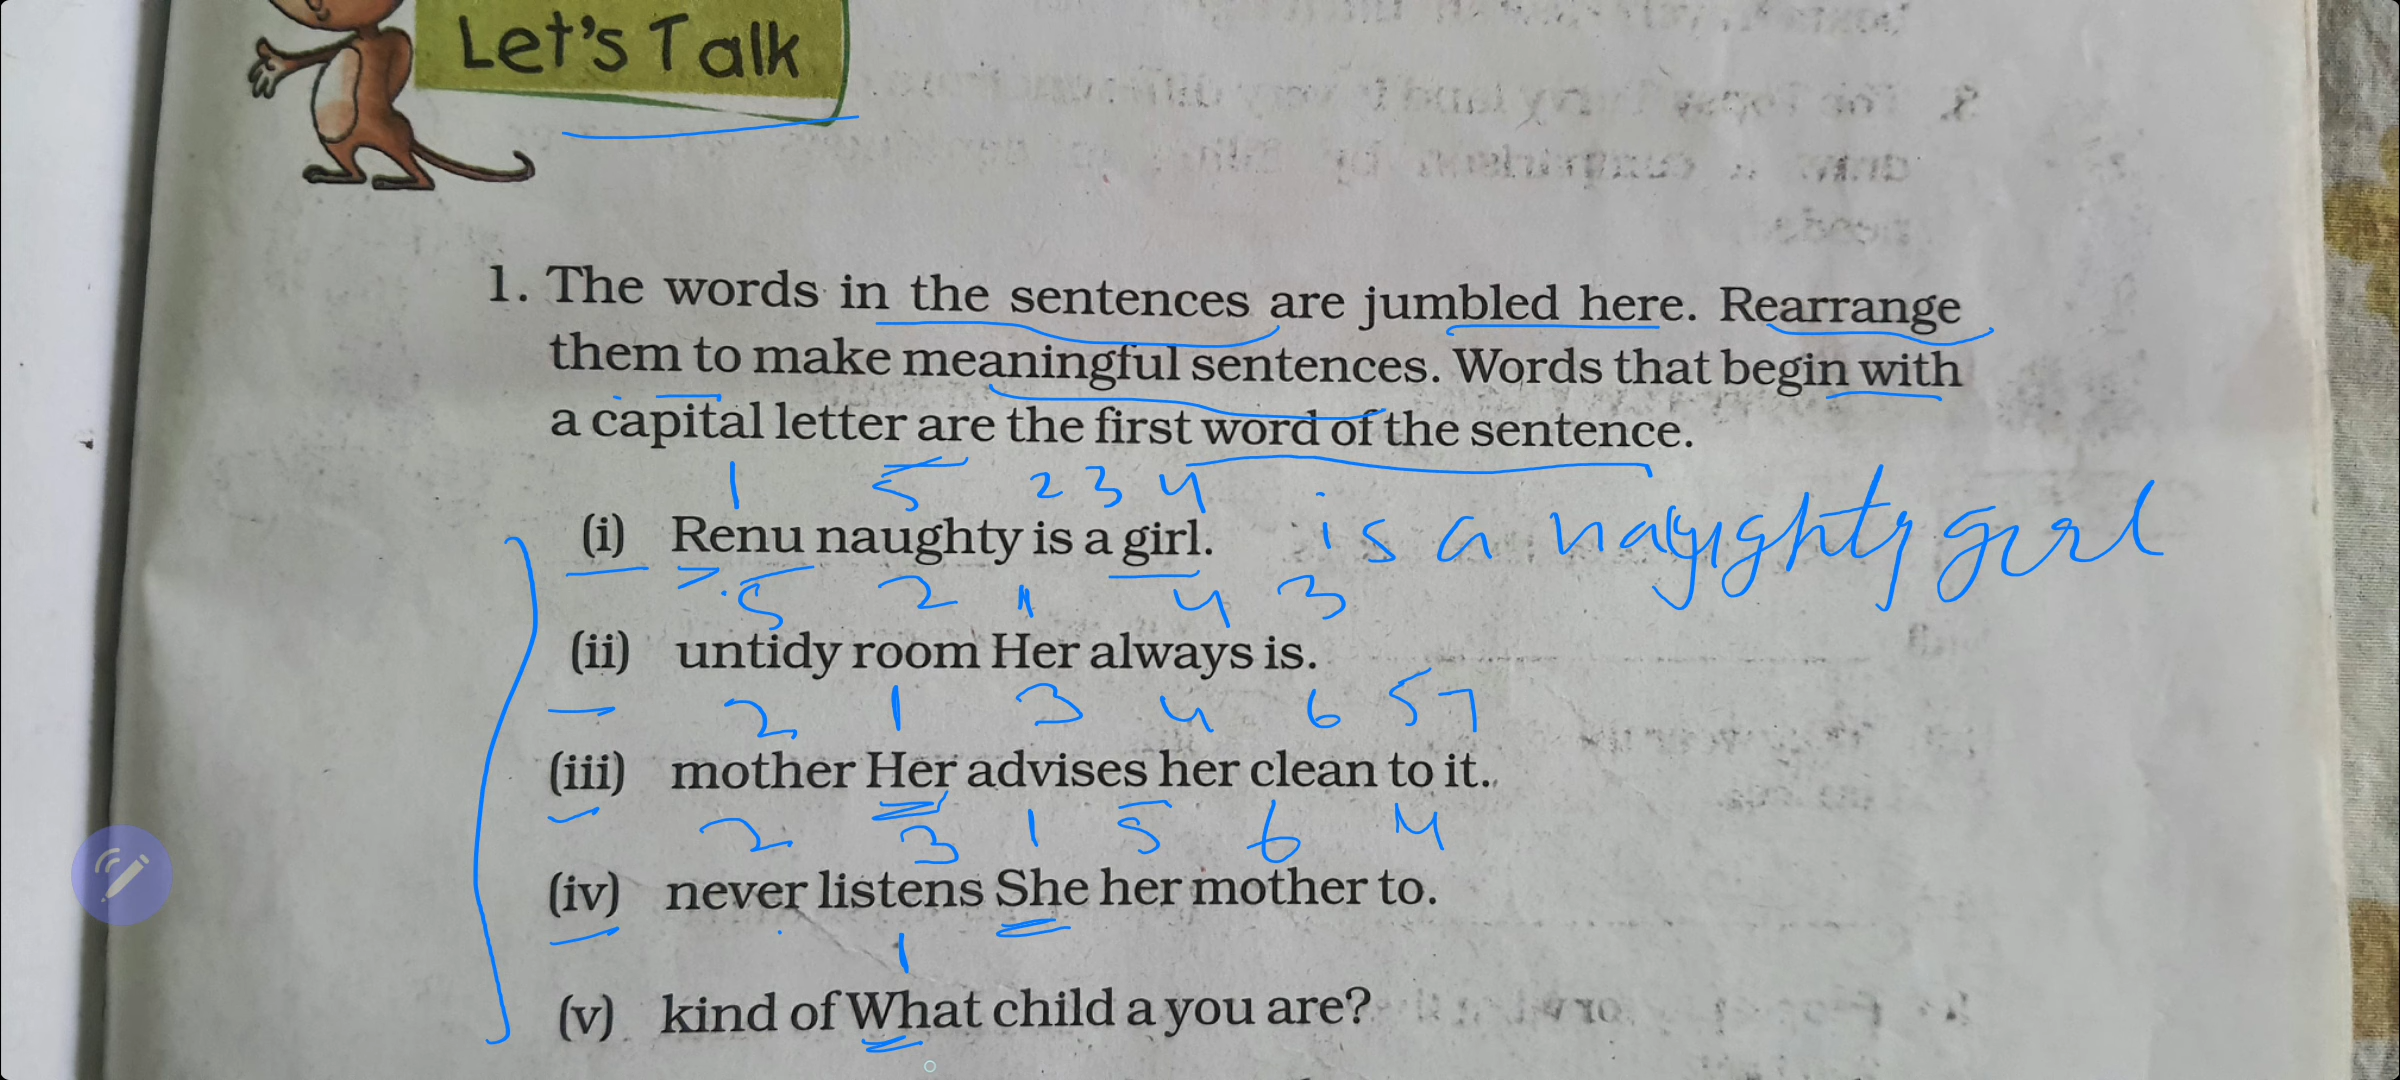 Let's Talk
1. The words in the sentences are jumbled here. Rearrange
them to make meaningful sentences. Words that begin with
a capital letter are the first word of the sentence.
1 5 2 3 4
(i) Renu naughty is a girl. is a nayighty girl
5 2 1 4 3
(ii) untidy room Her always is.
2 1 3 4 6 5 7
(iii) mother Her advises her clean to it.
2 3 1 5 6 4
(iv) never listens She her mother to.
1
(v) kind of What child a you are?